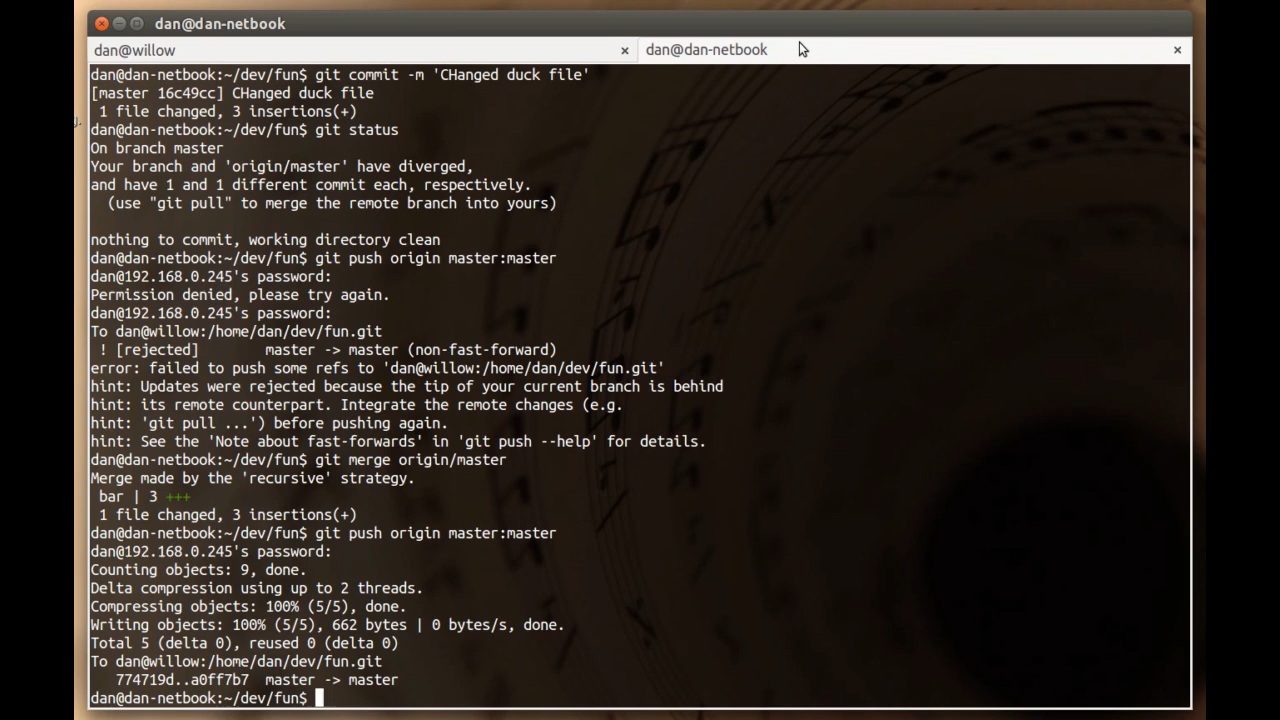 dan@dan-netbook
dan@willow
dan@dan-netbook
dan@dan-netbook:~/dev/fun$ git commit -m 'CHanged duck file'
[master 16c49cc] CHanged duck file
 1 file changed, 3 insertions(+)
dan@dan-netbook:~/dev/fun$ git status
On branch master
Your branch and 'origin/master' have diverged,
and have 1 and 1 different commit each, respectively.
  (use "git pull" to merge the remote branch into yours)
nothing to commit, working directory clean
dan@dan-netbook:~/dev/fun$ git push origin master:master
dan@192.168.0.245's password:
Permission denied, please try again.
dan@192.168.0.245's password:
To dan@willow:/home/dan/dev/fun.git
 ! [rejected]        master -> master (non-fast-forward)
error: failed to push some refs to 'dan@willow:/home/dan/dev/fun.git'
hint: Updates were rejected because the tip of your current branch is behind
hint: its remote counterpart. Integrate the remote changes (e.g.
hint: 'git pull ...') before pushing again.
hint: See the 'Note about fast-forwards' in 'git push --help' for details.
dan@dan-netbook:~/dev/fun$ git merge origin/master
Merge made by the 'recursive' strategy.
 bar | 3 +++
 1 file changed, 3 insertions(+)
dan@dan-netbook:~/dev/fun$ git push origin master:master
dan@192.168.0.245's password:
Counting objects: 9, done.
Delta compression using up to 2 threads.
Compressing objects: 100% (5/5), done.
Writing objects: 100% (5/5), 662 bytes | 0 bytes/s, done.
Total 5 (delta 0), reused 0 (delta 0)
To dan@willow:/home/dan/dev/fun.git
   774719d..a0ff7b7  master -> master
dan@dan-netbook:~/dev/fun$